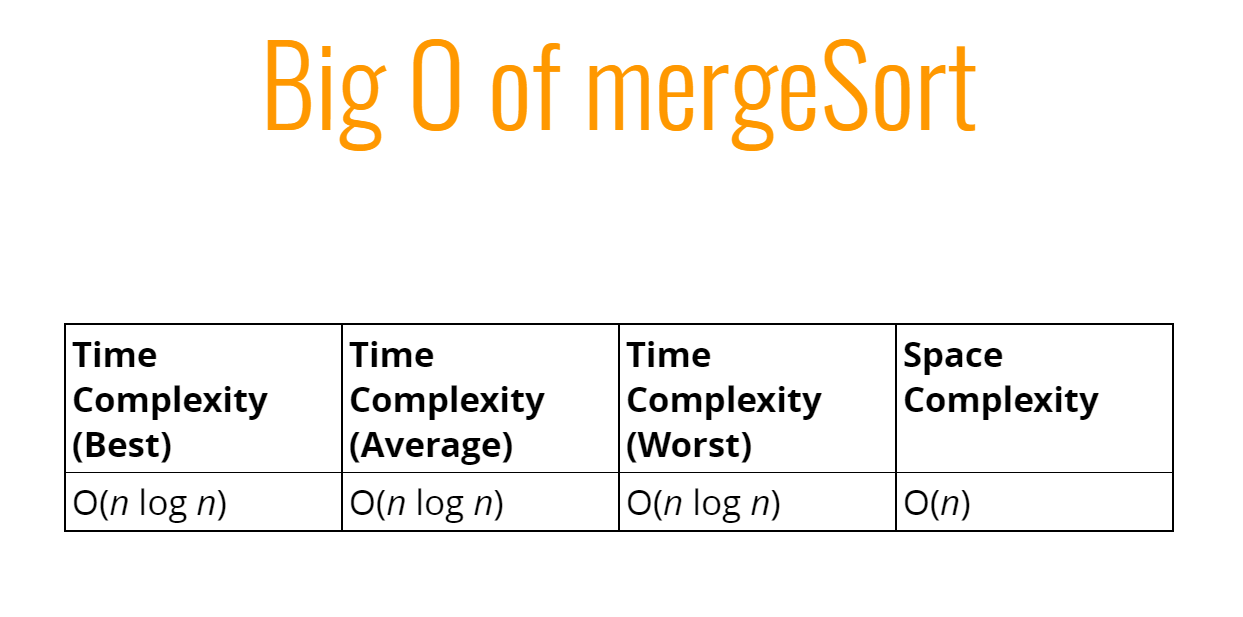 Big O of mergeSort
Time Complexity (Best)
Time Complexity (Average)
Time Complexity (Worst)
Space Complexity
O(n log n)
O(n log n)
O(n log n)
O(n)